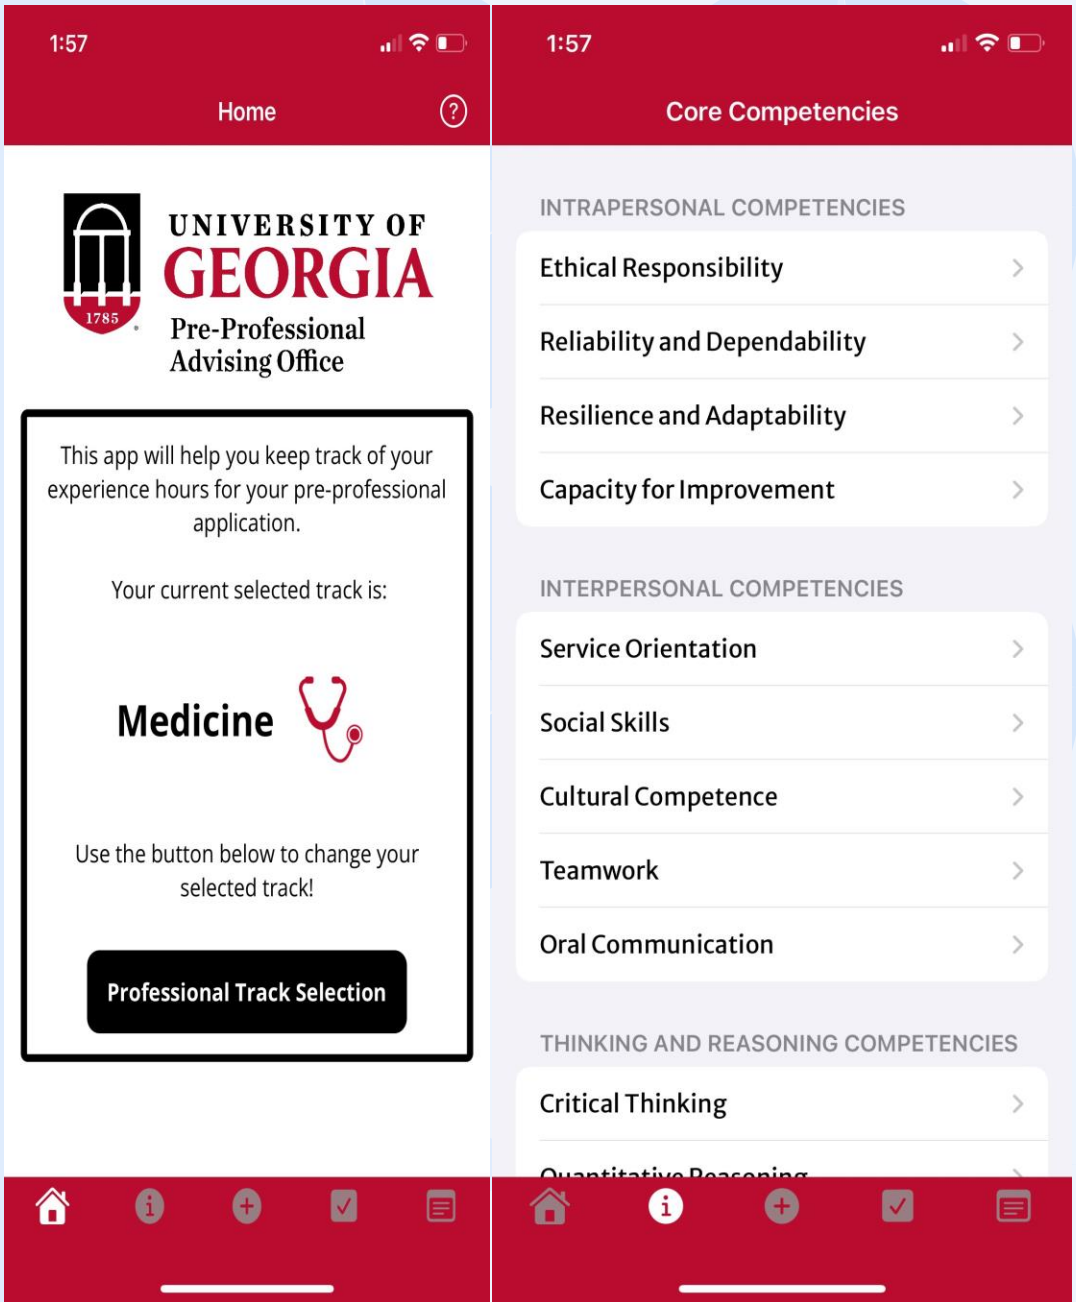 1:57
Home
?
UNIVERSITY OF
GEORGIA
1785
Pre-Professional
Advising Office
This app will help you keep track of your
experience hours for your pre-professional
application.
Your current selected track is:
Medicine
Use the button below to change your
selected track!
Professional Track Selection
1:57
Core Competencies
INTRAPERSONAL COMPETENCIES
Ethical Responsibility
Reliability and Dependability
Resilience and Adaptability
Capacity for Improvement
INTERPERSONAL COMPETENCIES
Service Orientation
Social Skills
Cultural Competence
Teamwork
Oral Communication
THINKING AND REASONING COMPETENCIES
Critical Thinking
Quantitative Reasoning